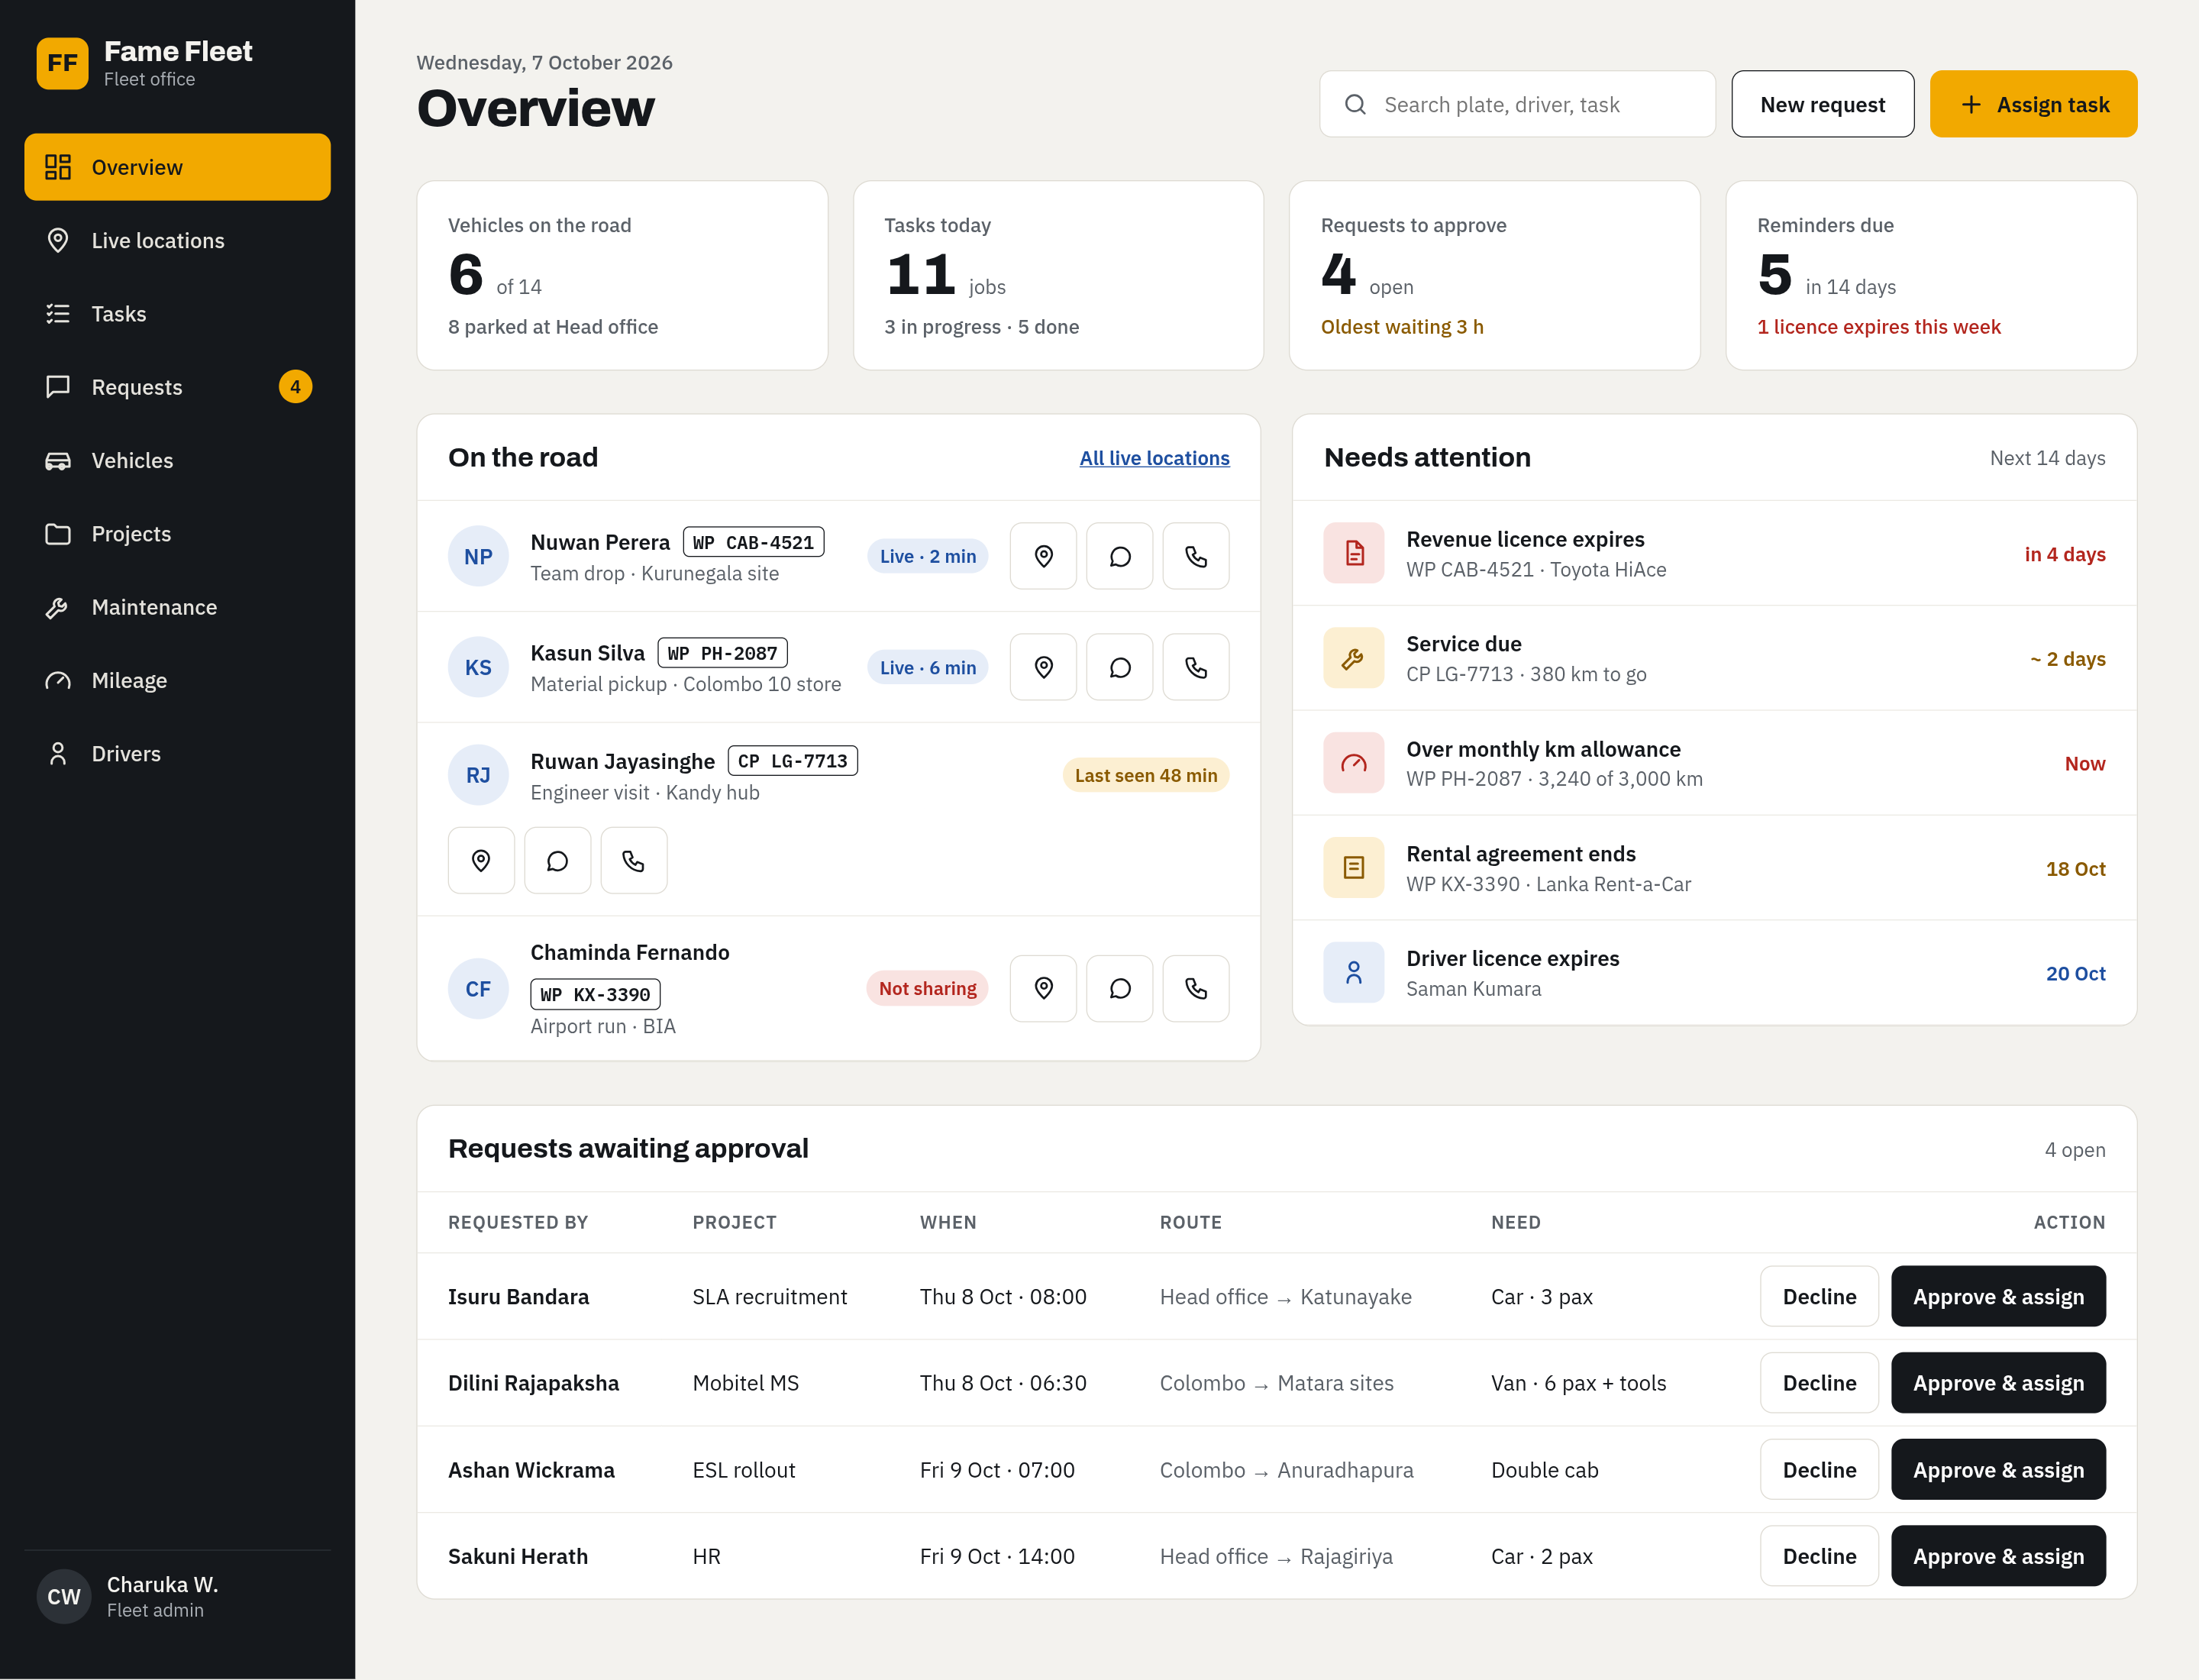 FF
Fame Fleet
Fleet office
Overview
Live locations
Tasks
Requests 4
Vehicles
Projects
Maintenance
Mileage
Drivers
CW
Charuka W.
Fleet admin
Wednesday, 7 October 2026
Overview
Search plate, driver, task
New request
+ Assign task
Vehicles on the road
6 of 14
8 parked at Head office
Tasks today
11 jobs
3 in progress · 5 done
Requests to approve
4 open
Oldest waiting 3 h
Reminders due
5 in 14 days
1 licence expires this week
On the road All live locations
NP
Nuwan Perera WP CAB-4521
Team drop · Kurunegala site
Live · 2 min
KS
Kasun Silva WP PH-2087
Material pickup · Colombo 10 store
Live · 6 min
RJ
Ruwan Jayasinghe CP LG-7713
Engineer visit · Kandy hub
Last seen 48 min
CF
Chaminda Fernando
WP KX-3390
Airport run · BIA
Not sharing
Needs attention Next 14 days
Revenue licence expires
WP CAB-4521 · Toyota HiAce
in 4 days
Service due
CP LG-7713 · 380 km to go
~ 2 days
Over monthly km allowance
WP PH-2087 · 3,240 of 3,000 km
Now
Rental agreement ends
WP KX-3390 · Lanka Rent-a-Car
18 Oct
Driver licence expires
Saman Kumara
20 Oct
Requests awaiting approval 4 open
REQUESTED BY PROJECT WHEN ROUTE NEED ACTION
Isuru Bandara SLA recruitment Thu 8 Oct · 08:00 Head office → Katunayake Car · 3 pax Decline Approve & assign
Dilini Rajapaksha Mobitel MS Thu 8 Oct · 06:30 Colombo → Matara sites Van · 6 pax + tools Decline Approve & assign
Ashan Wickrama ESL rollout Fri 9 Oct · 07:00 Colombo → Anuradhapura Double cab Decline Approve & assign
Sakuni Herath HR Fri 9 Oct · 14:00 Head office → Rajagiriya Car · 2 pax Decline Approve & assign